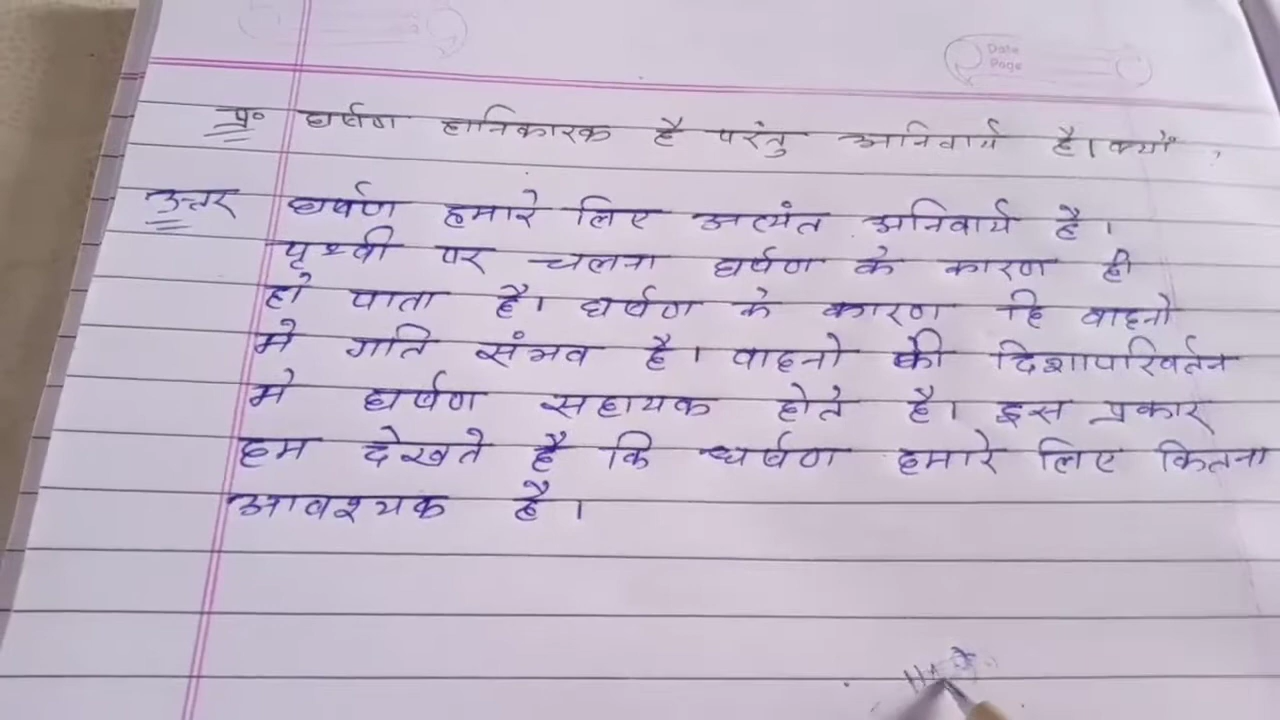 Date
Page
प्र० घर्षण हानिकारक है परंतु अनिवार्य है। क्यों,
उत्तर घर्षण हमारे लिए अत्यंत अनिवार्य है।
पृथ्वी पर चलना घर्षण के कारण ही
हो पाता है। घर्षण के कारण हि वाहनो
मे गति संभव है। वाहनो की दिशापरिवर्तन
मे घर्षण सहायक होते है। इस प्रकार
हम देखते है कि घर्षण हमारे लिए कितना
आवश्यक है।